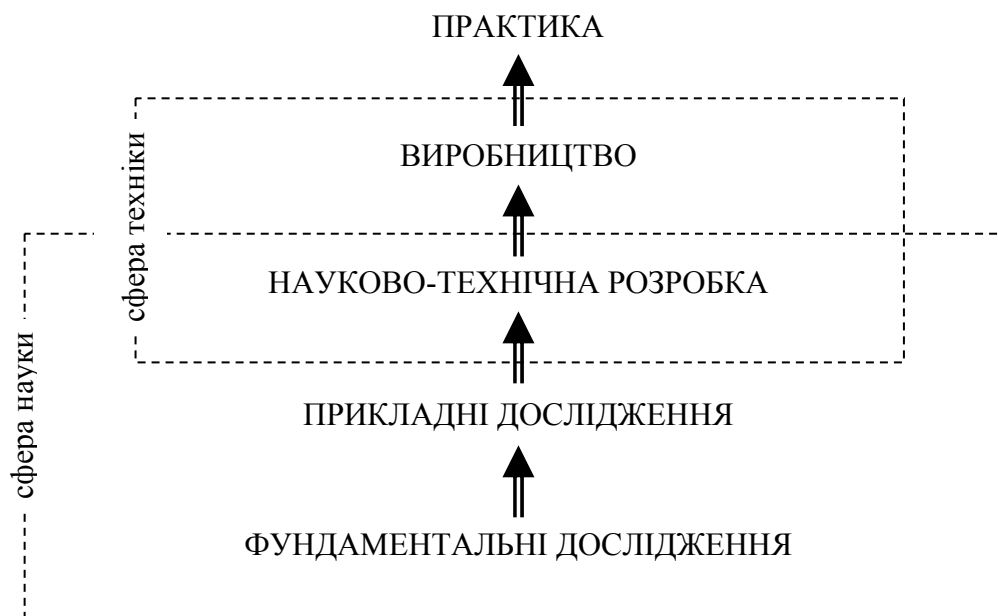 ПРАКТИКА
ВИРОБНИЦТВО
сфера техніки
НАУКОВО-ТЕХНІЧНА РОЗРОБКА
сфера науки
ПРИКЛАДНІ ДОСЛІДЖЕННЯ
ФУНДАМЕНТАЛЬНІ ДОСЛІДЖЕННЯ